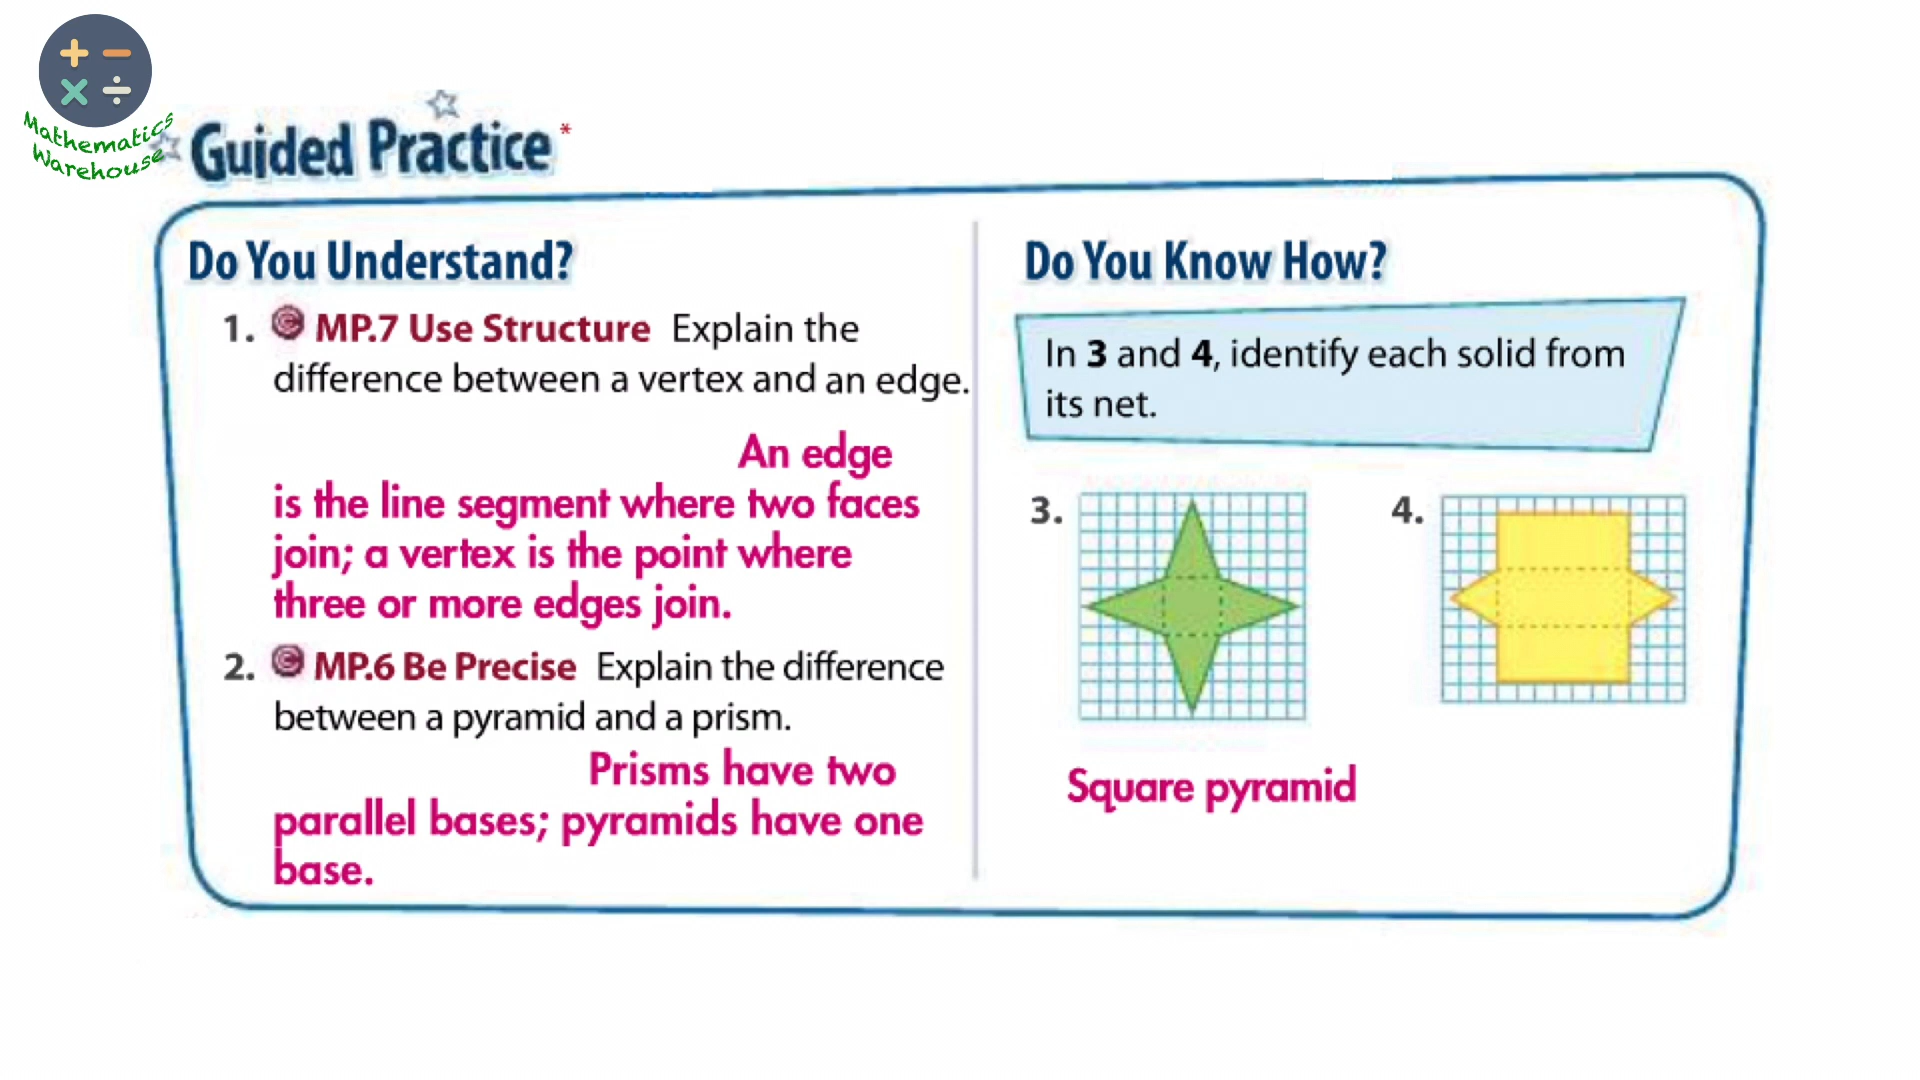 Mathematics
Warehouse
Guided Practice*
Do You Understand?
1. MP.7 Use Structure Explain the
difference between a vertex and an edge.
An edge
is the line segment where two faces
join; a vertex is the point where
three or more edges join.
2. MP.6 Be Precise Explain the difference
between a pyramid and a prism.
Prisms have two
parallel bases; pyramids have one
base.
Do You Know How?
In 3 and 4, identify each solid from
its net.
3.
4.
Square pyramid